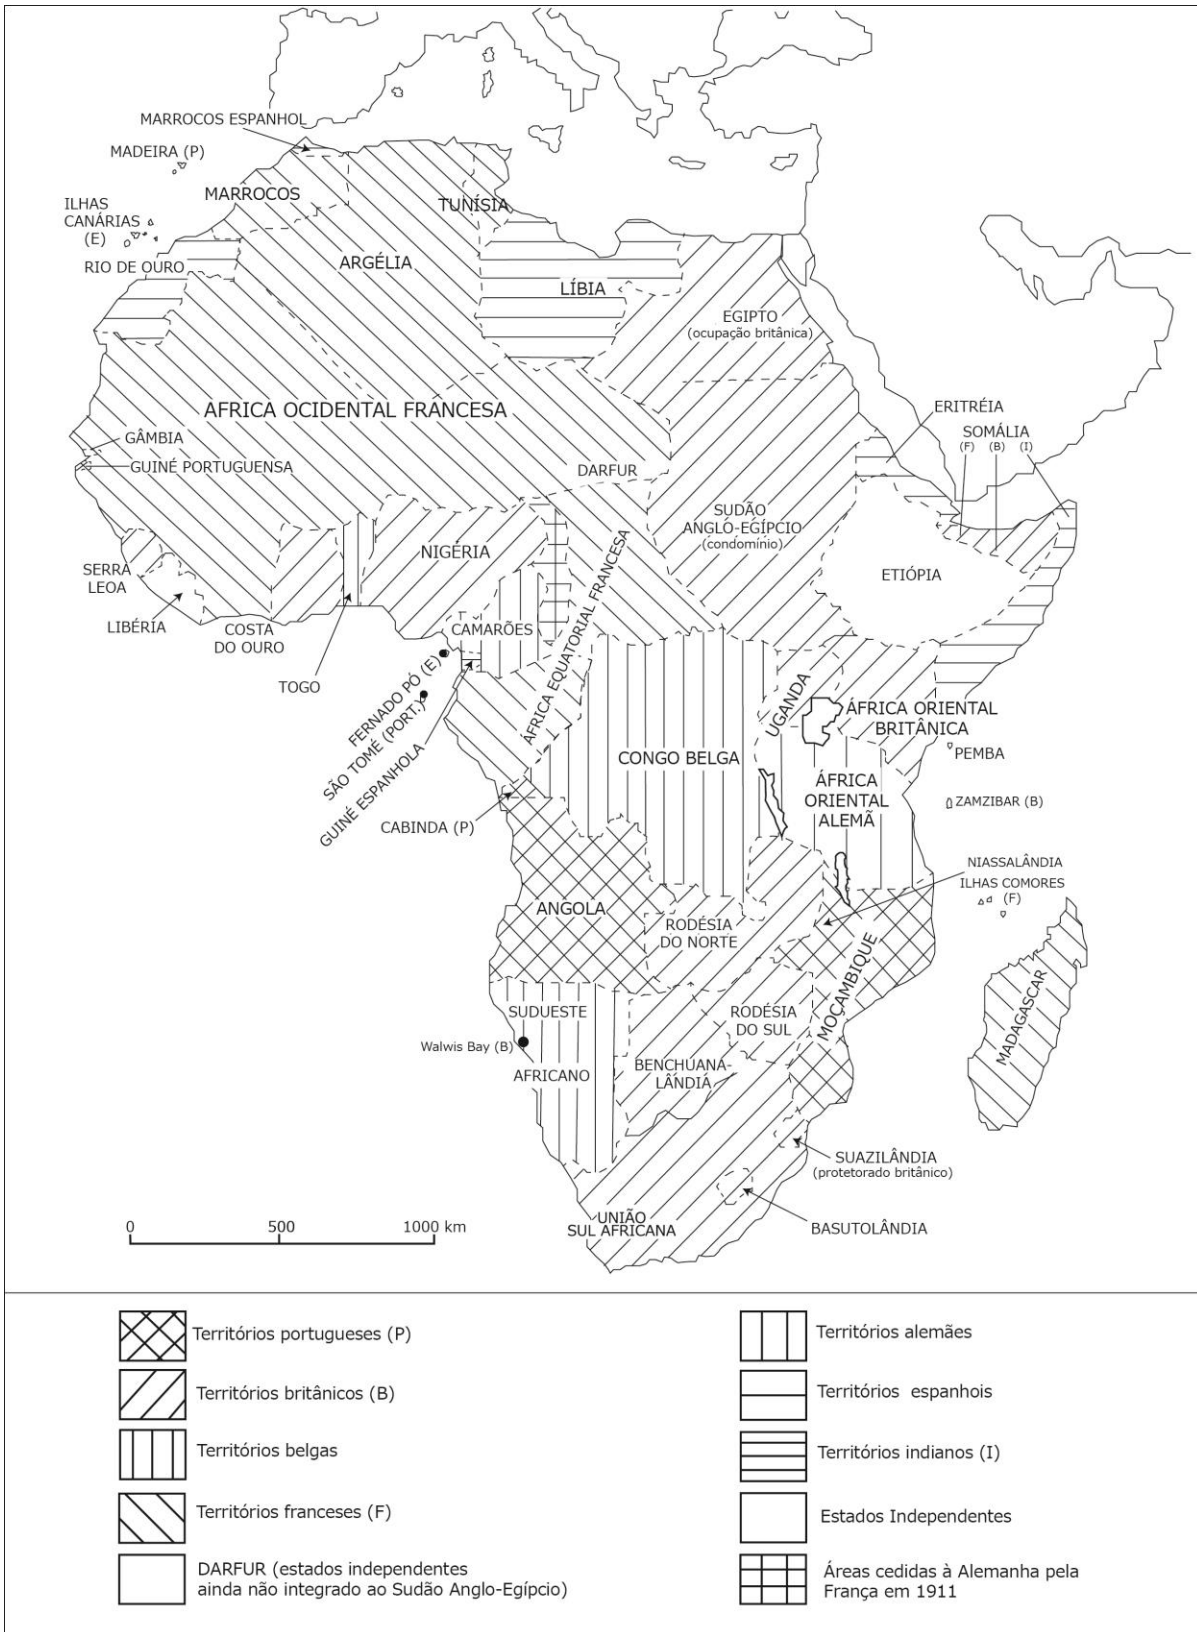 MARROCOS ESPANHOL
MADEIRA (P)
MARROCOS
TUNÍSIA
ILHAS
CANÁRIAS
(E)
RIO DE OURO
ARGÉLIA
LÍBIA
EGIPTO
(ocupação britânica)
AFRICA OCIDENTAL FRANCESA
ERITRÉIA
SOMÁLIA
(F) (B) (I)
GÂMBIA
GUINÉ PORTUGUENSA
DARFUR
SUDÃO
ANGLO-EGÍPCIO
(condomínio)
NIGÉRIA
SERRA
LEOA
ETIÓPIA
LIBÉRIA
COSTA
DO OURO
CAMARÕES
TOGO
AFRICA EQUATORIAL FRANCESA
FERNADO PÓ (E)
SÃO TOMÉ (PORT.)
GUINÉ ESPANHOLA
UGANDA
ÁFRICA ORIENTAL
BRITÂNICA
PEMBA
CONGO BELGA
ÁFRICA
ORIENTAL
ALEMÃ
ZAMZIBAR (B)
CABINDA (P)
NIASSALÂNDIA
ILHAS COMORES
(F)
ANGOLA
RODÉSIA
DO NORTE
MOÇAMBIQUE
MADAGASCAR
SUDUESTE
AFRICANO
RODÉSIA
DO SUL
Walwis Bay (B)
BENCHUANA-
LÂNDIA
SUAZILÂNDIA
(protetorado britânico)
UNIÃO
SUL AFRICANA
BASUTOLÂNDIA
0 500 1000 km
Territórios portugueses (P)
Territórios britânicos (B)
Territórios belgas
Territórios franceses (F)
DARFUR (estados independentes
ainda não integrado ao Sudão Anglo-Egípcio)
Territórios alemães
Territórios espanhois
Territórios indianos (I)
Estados Independentes
Áreas cedidas à Alemanha pela
França em 1911